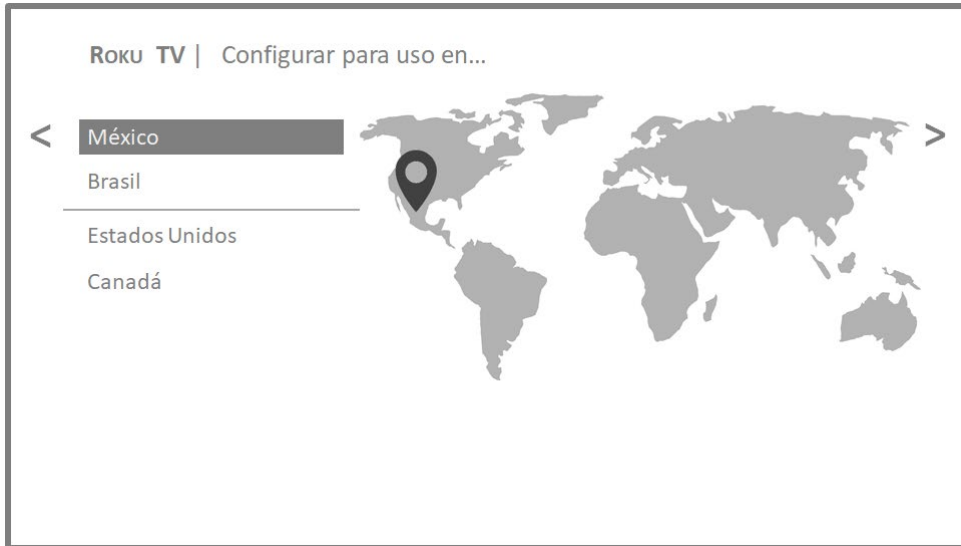 Roku TV | Configurar para uso en...
<
México
>
Brasil
Estados Unidos
Canadá